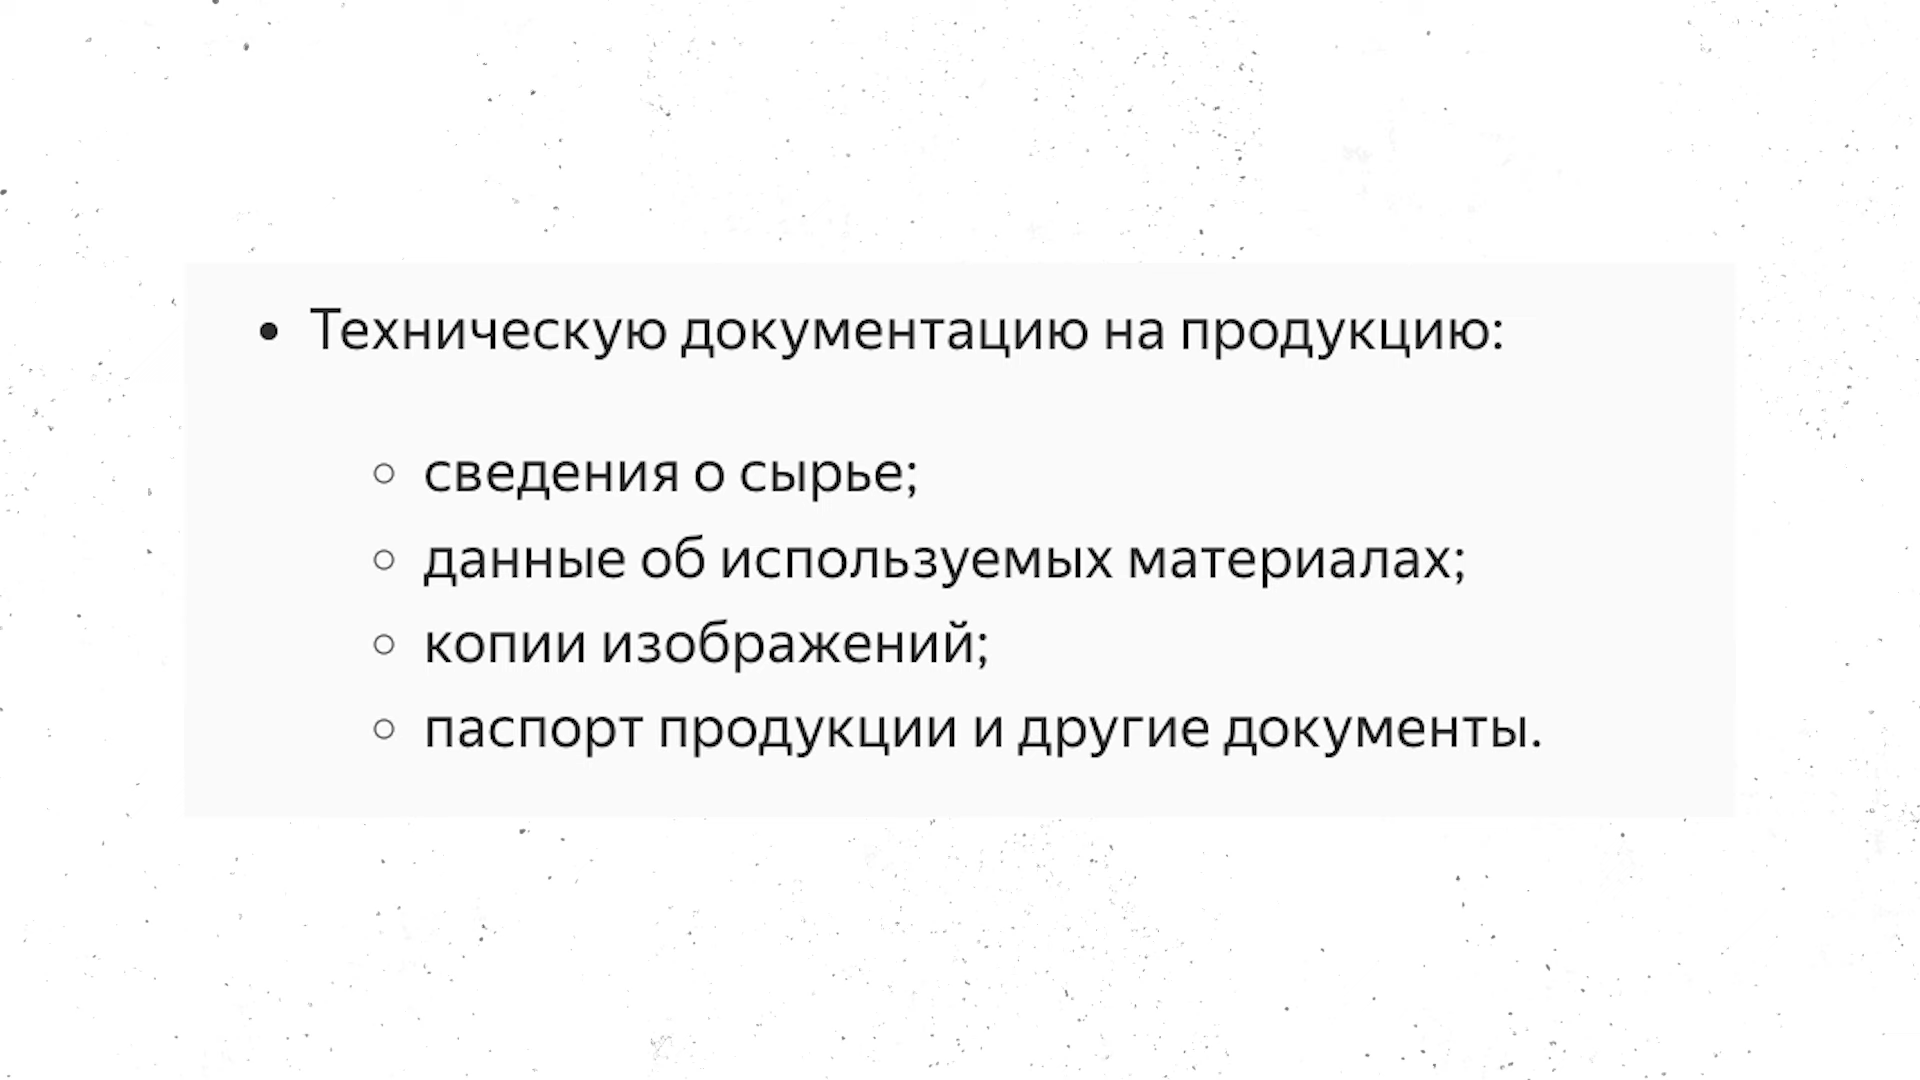 • Техническую документацию на продукцию:
○ сведения о сырье;
○ данные об используемых материалах;
○ копии изображений;
○ паспорт продукции и другие документы.